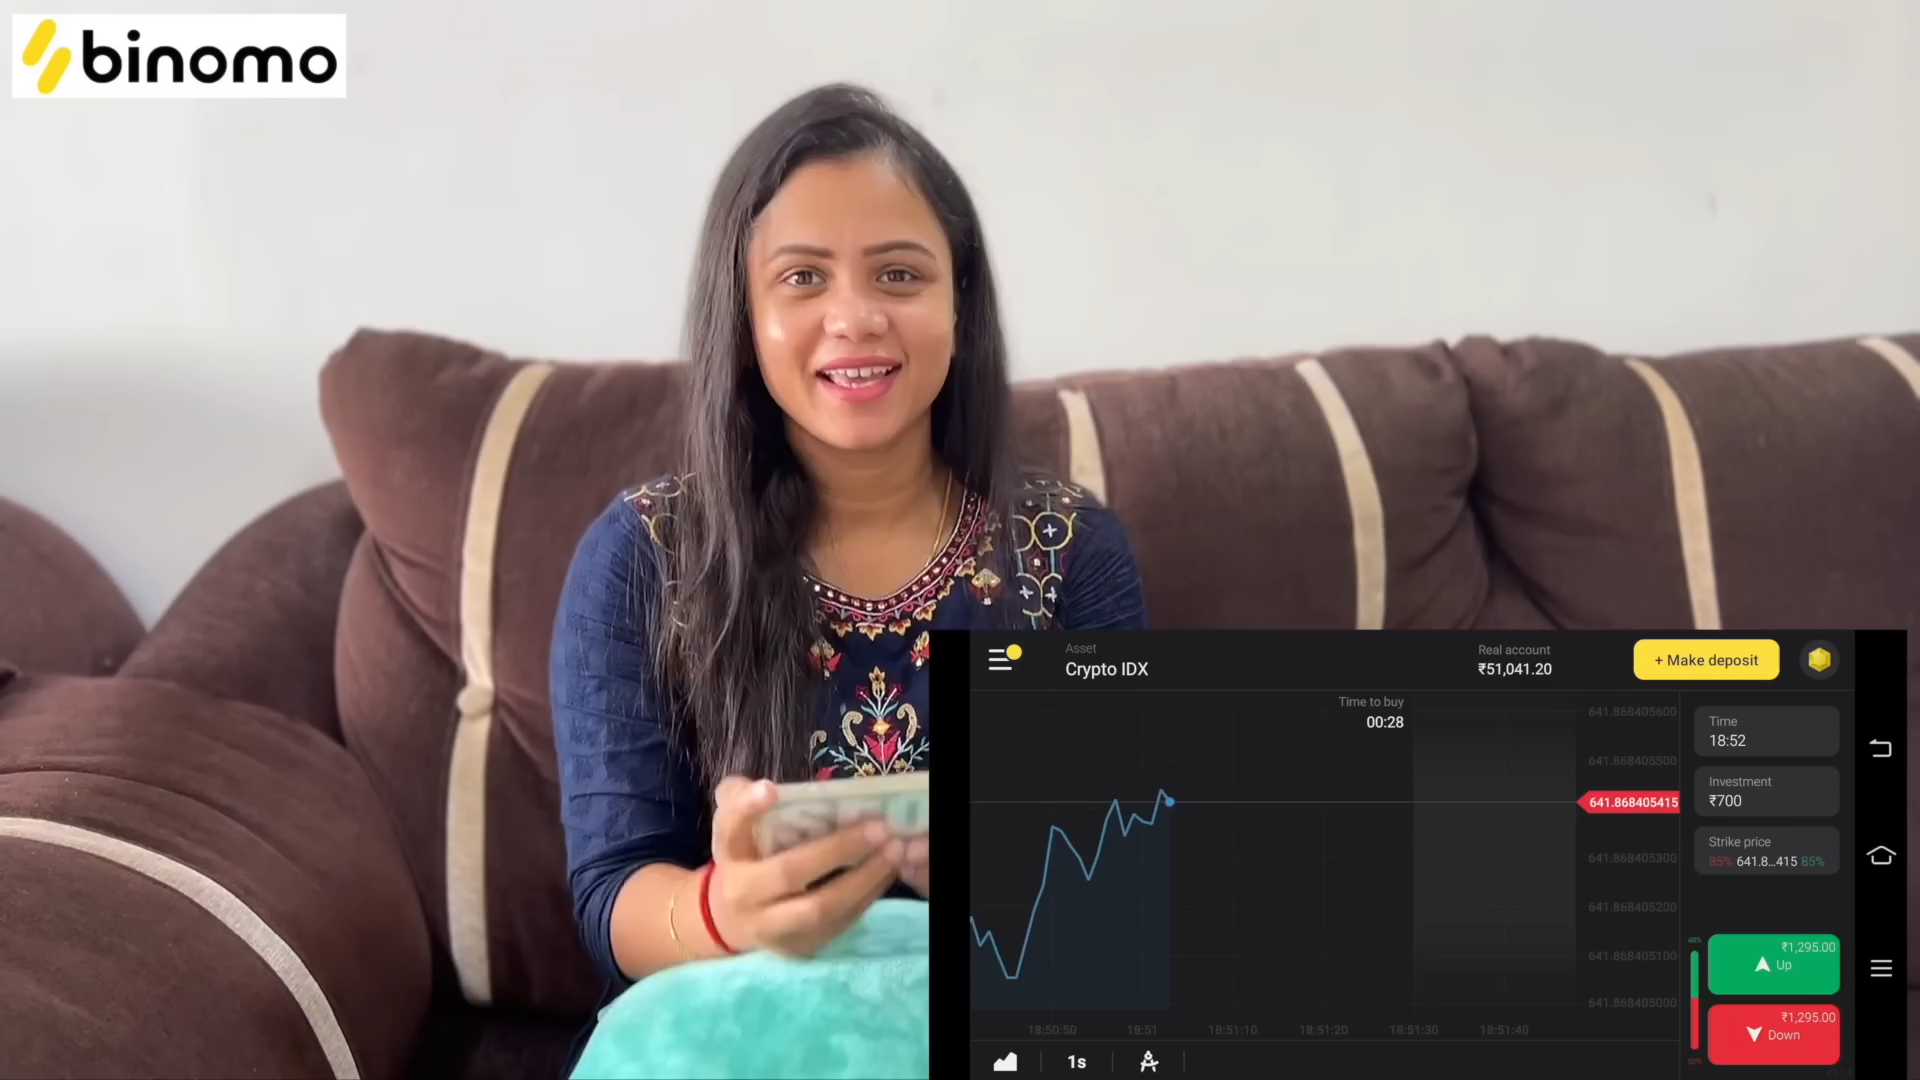 binomo
Asset
Crypto IDX
Real account
₹51,041.20
+ Make deposit
Time to buy
00:28
641.868405600
641.868405500
641.868405415
641.868405300
641.868405200
641.868405100
641.868405000
Time
18:52
Investment
₹700
Strike price
85% 641.8...415 85%
48%
₹1,295.00
Up
₹1,295.00
Down
52%
18:50:50
18:51
18:51:10
18:51:20
18:51:30
18:51:40
1s